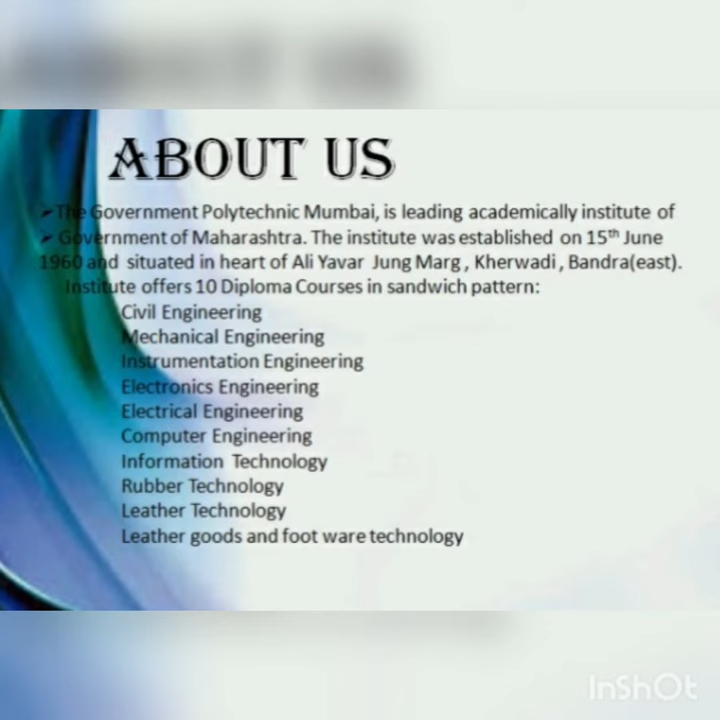 ABOUT US
➢The Government Polytechnic Mumbai, is leading academically institute of
➢ Government of Maharashtra. The institute was established on 15th June
1960 and situated in heart of Ali Yavar Jung Marg , Kherwadi , Bandra(east).
Institute offers 10 Diploma Courses in sandwich pattern:
Civil Engineering
Mechanical Engineering
Instrumentation Engineering
Electronics Engineering
Electrical Engineering
Computer Engineering
Information Technology
Rubber Technology
Leather Technology
Leather goods and foot ware technology
InShOt